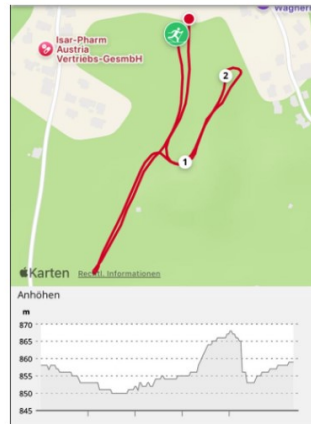 Wagner
Isar-Pharm
Austria
Vertriebs-GesmbH
2
1
Karten
Rechtl. Informationen
Anhöhen
m
870
865
860
855
850
845